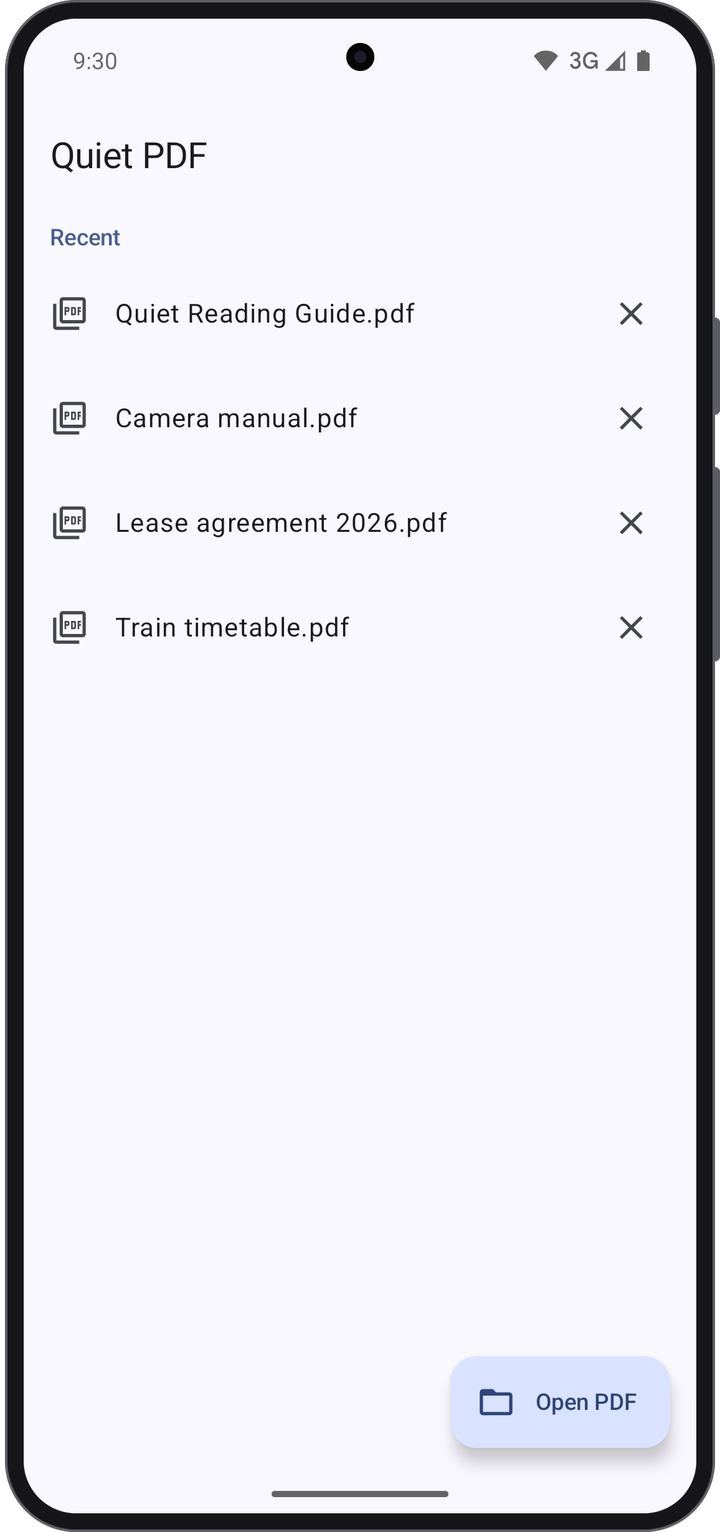 9:30
3G
Quiet PDF
Recent
PDF Quiet Reading Guide.pdf
PDF Camera manual.pdf
PDF Lease agreement 2026.pdf
PDF Train timetable.pdf
Open PDF